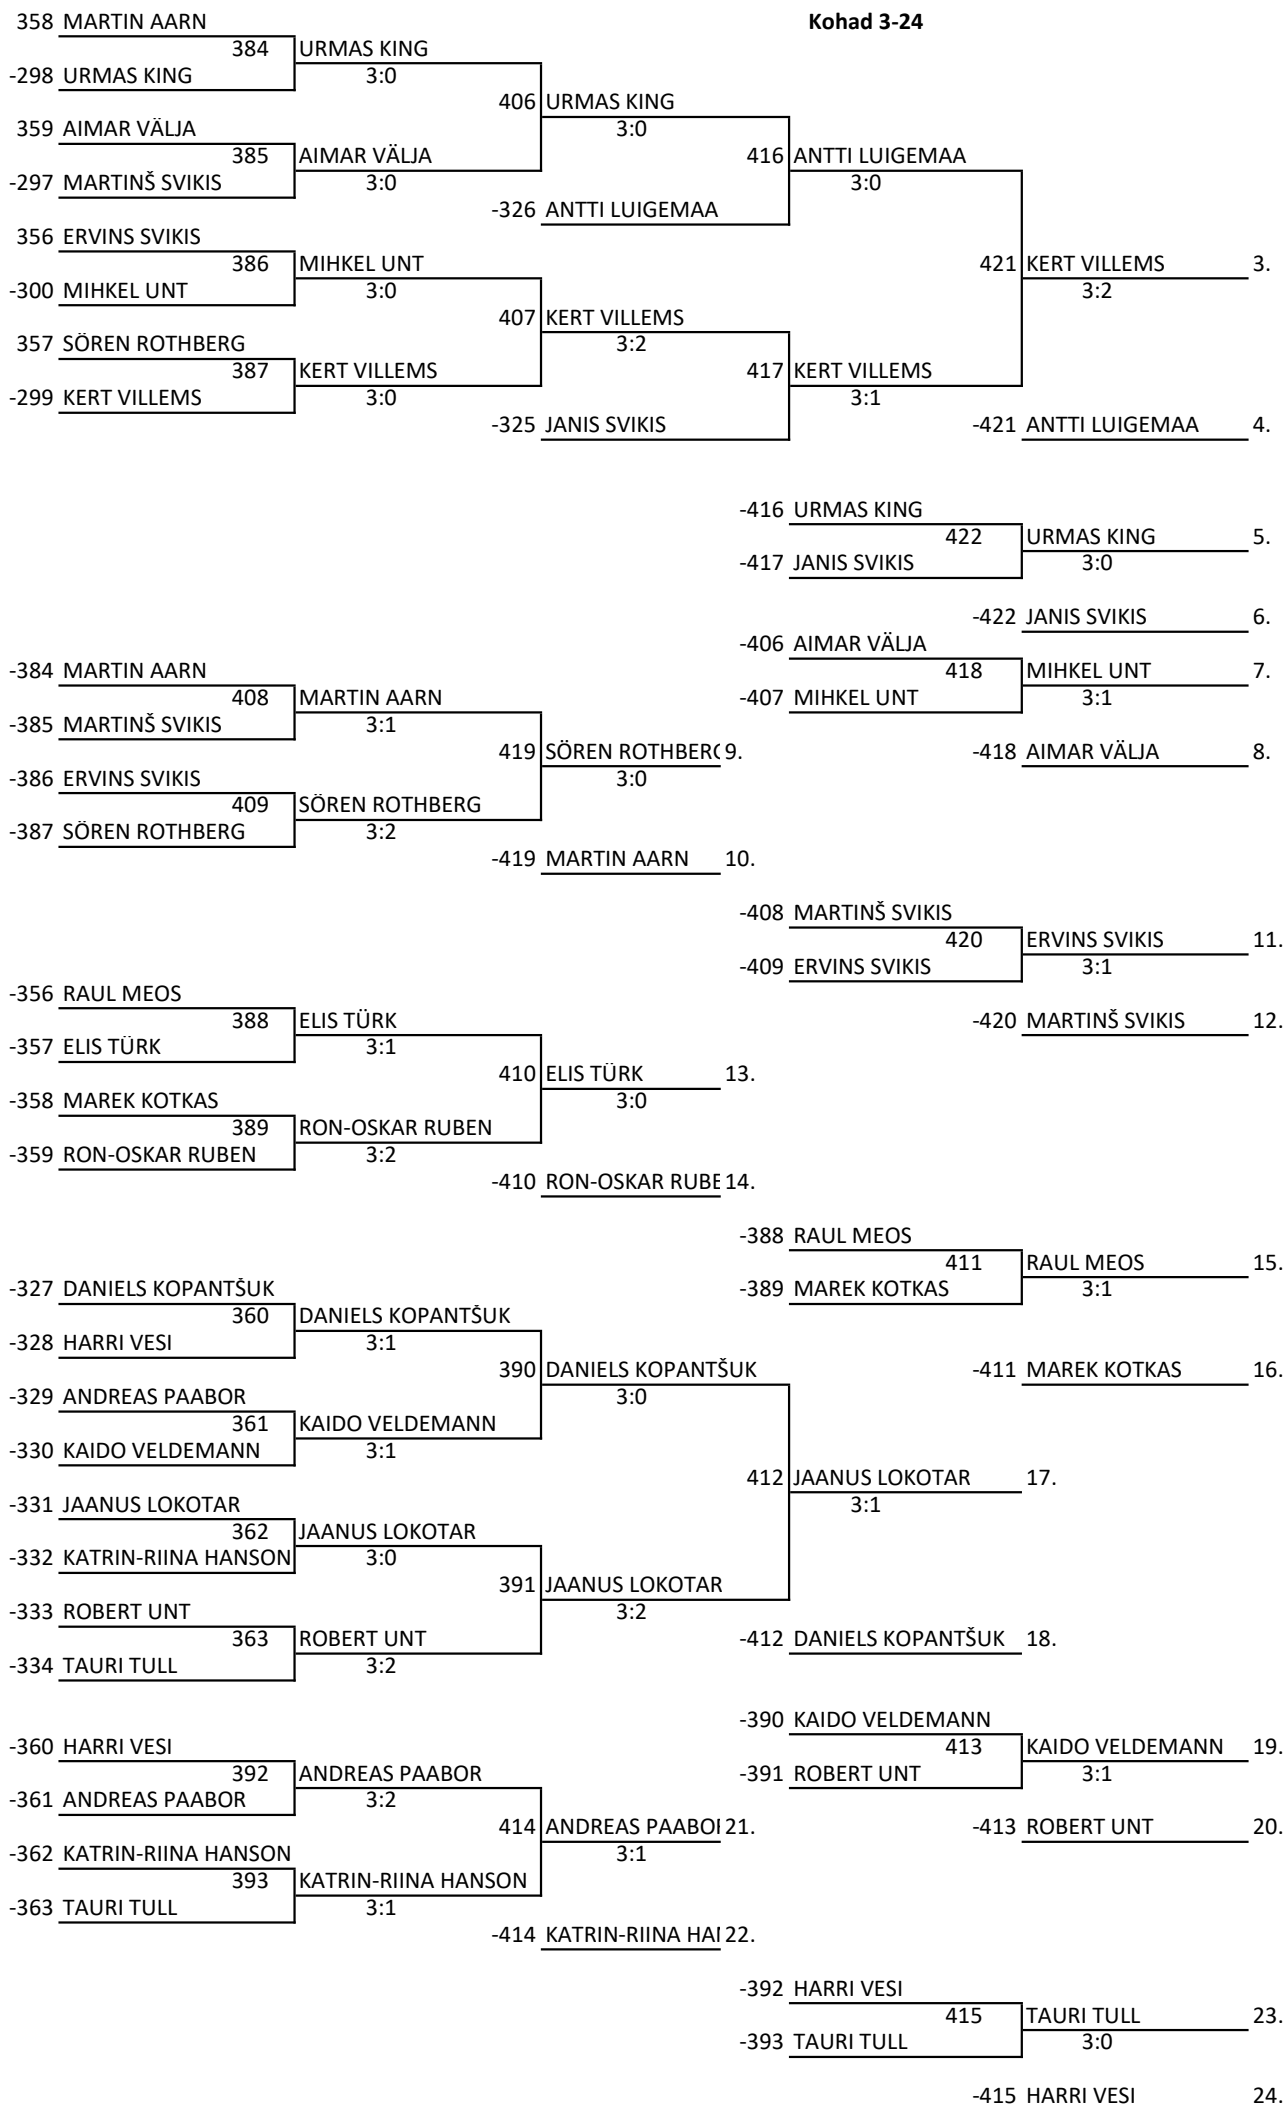 358 MARTIN AARN Kohad 3-24
384 URMAS KING
-298 URMAS KING 3:0
406 URMAS KING
359 AIMAR VÄLJA 3:0
385 AIMAR VÄLJA 416 ANTTI LUIGEMAA
-297 MARTINŠ SVIKIS 3:0 3:0
-326 ANTTI LUIGEMAA
356 ERVINS SVIKIS
386 MIHKEL UNT 421 KERT VILLEMS 3.
-300 MIHKEL UNT 3:0 3:2
407 KERT VILLEMS
357 SÖREN ROTHBERG 3:2
387 KERT VILLEMS 417 KERT VILLEMS
-299 KERT VILLEMS 3:0 3:1
-325 JANIS SVIKIS -421 ANTTI LUIGEMAA 4.
-416 URMAS KING
422 URMAS KING 5.
-417 JANIS SVIKIS 3:0
-422 JANIS SVIKIS 6.
-406 AIMAR VÄLJA
-384 MARTIN AARN 418 MIHKEL UNT 7.
408 MARTIN AARN -407 MIHKEL UNT 3:1
-385 MARTINŠ SVIKIS 3:1
419 SÖREN ROTHBERG 9. -418 AIMAR VÄLJA 8.
-386 ERVINS SVIKIS 3:0
409 SÖREN ROTHBERG
-387 SÖREN ROTHBERG 3:2
-419 MARTIN AARN 10.
-408 MARTINŠ SVIKIS
420 ERVINS SVIKIS 11.
-409 ERVINS SVIKIS 3:1
-356 RAUL MEOS
388 ELIS TÜRK -420 MARTINŠ SVIKIS 12.
-357 ELIS TÜRK 3:1
410 ELIS TÜRK 13.
-358 MAREK KOTKAS 3:0
389 RON-OSKAR RUBEN
-359 RON-OSKAR RUBEN 3:2
-410 RON-OSKAR RUBE 14.
-388 RAUL MEOS
411 RAUL MEOS 15.
-327 DANIELS KOPANTŠUK -389 MAREK KOTKAS 3:1
360 DANIELS KOPANTŠUK
-328 HARRI VESI 3:1
390 DANIELS KOPANTŠUK -411 MAREK KOTKAS 16.
-329 ANDREAS PAABOR 3:0
361 KAIDO VELDEMANN
-330 KAIDO VELDEMANN 3:1
412 JAANUS LOKOTAR 17.
-331 JAANUS LOKOTAR 3:1
362 JAANUS LOKOTAR
-332 KATRIN-RIINA HANSON 3:0
391 JAANUS LOKOTAR
-333 ROBERT UNT 3:2
363 ROBERT UNT -412 DANIELS KOPANTŠUK 18.
-334 TAURI TULL 3:2
-390 KAIDO VELDEMANN
-360 HARRI VESI 413 KAIDO VELDEMANN 19.
392 ANDREAS PAABOR -391 ROBERT UNT 3:1
-361 ANDREAS PAABOR 3:2
414 ANDREAS PAABOR 21. -413 ROBERT UNT 20.
-362 KATRIN-RIINA HANSON 3:1
393 KATRIN-RIINA HANSON
-363 TAURI TULL 3:1
-414 KATRIN-RIINA HAN 22.
-392 HARRI VESI
415 TAURI TULL 23.
-393 TAURI TULL 3:0
-415 HARRI VESI 24.